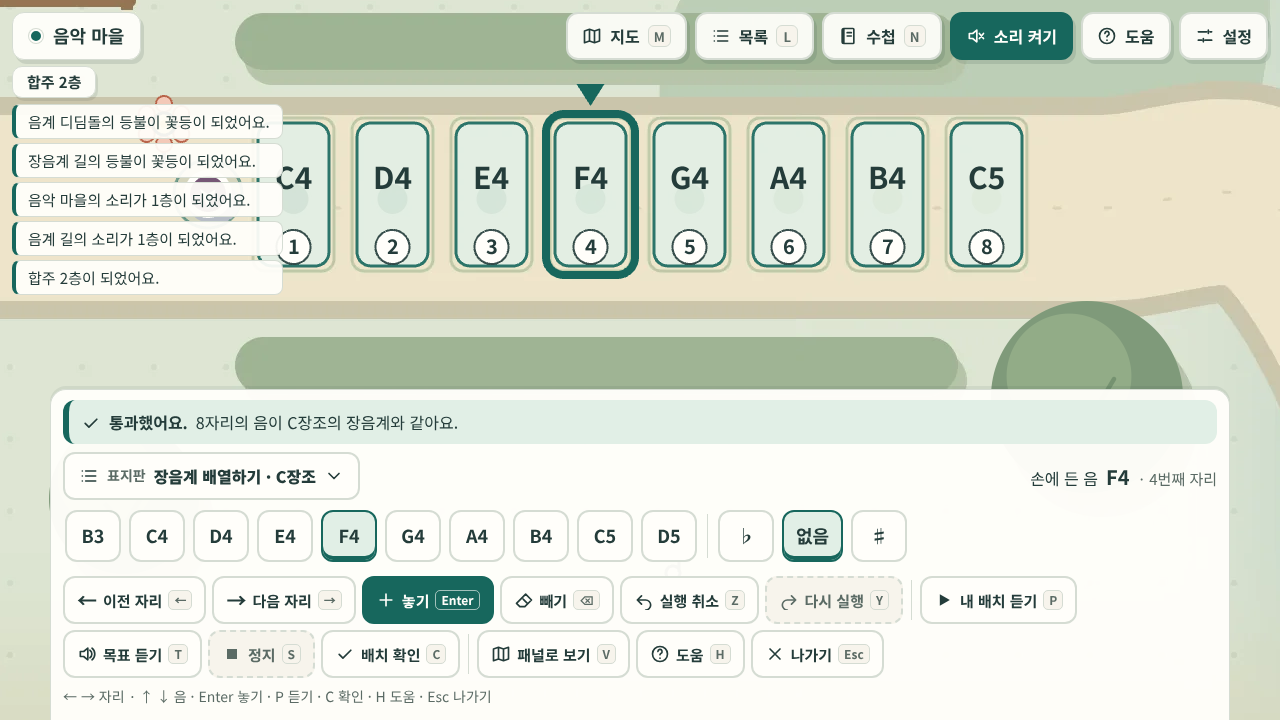 음악 마을
지도 M
목록 L
수첩 N
소리 켜기
도움
설정
합주 2층
음계 디딤돌의 등불이 꽃등이 되었어요.
장음계 길의 등불이 꽃등이 되었어요.
음악 마을의 소리가 1층이 되었어요.
음계 길의 소리가 1층이 되었어요.
합주 2층이 되었어요.
C4 D4 E4 F4 G4 A4 B4 C5
1 2 3 4 5 6 7 8
통과했어요. 8자리의 음이 C장조의 장음계와 같아요.
표지판 장음계 배열하기 · C장조
손에 든 음 F4 · 4번째 자리
B3 C4 D4 E4 F4 G4 A4 B4 C5 D5 ♭ 없음 ♯
← 이전 자리 ← → 다음 자리 → + 놓기 Enter 빼기 ⌫ 실행 취소 Z 다시 실행 Y 내 배치 듣기 P
목표 듣기 T 정지 S 배치 확인 C 패널로 보기 V 도움 H 나가기 Esc
← → 자리 · ↑ ↓ 음 · Enter 놓기 · P 듣기 · C 확인 · H 도움 · Esc 나가기